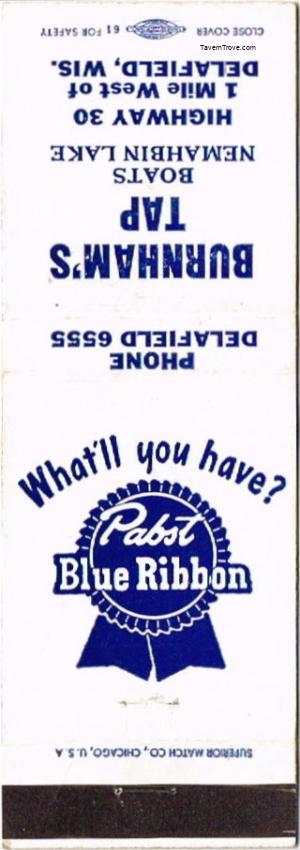 TavernTrove.com
CLOSE COVER FOR SAFETY 61
BURNHAM'S
TAP
BOATS
NEMAHBIN LAKE
HIGHWAY 30
1 Mile West of
DELAFIELD, WIS.
PHONE
DELAFIELD 6555
What'll you have?
Pabst
Blue Ribbon
SUPERIOR MATCH CO., CHICAGO, U. S. A